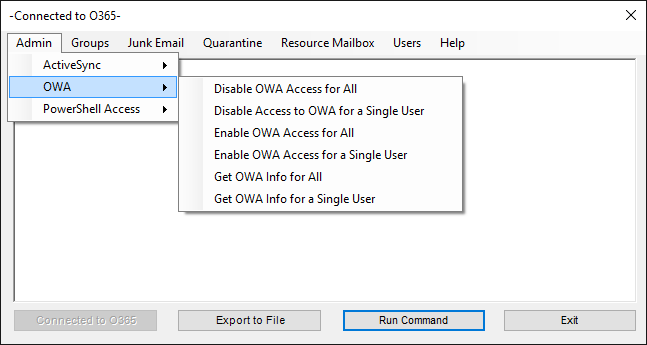 -Connected to O365-
Admin Groups Junk Email Quarantine Resource Mailbox Users Help
ActiveSync
OWA
PowerShell Access
Disable OWA Access for All
Disable Access to OWA for a Single User
Enable OWA Access for All
Enable OWA Access for a Single User
Get OWA Info for All
Get OWA Info for a Single User
Connected to O365 Export to File Run Command Exit